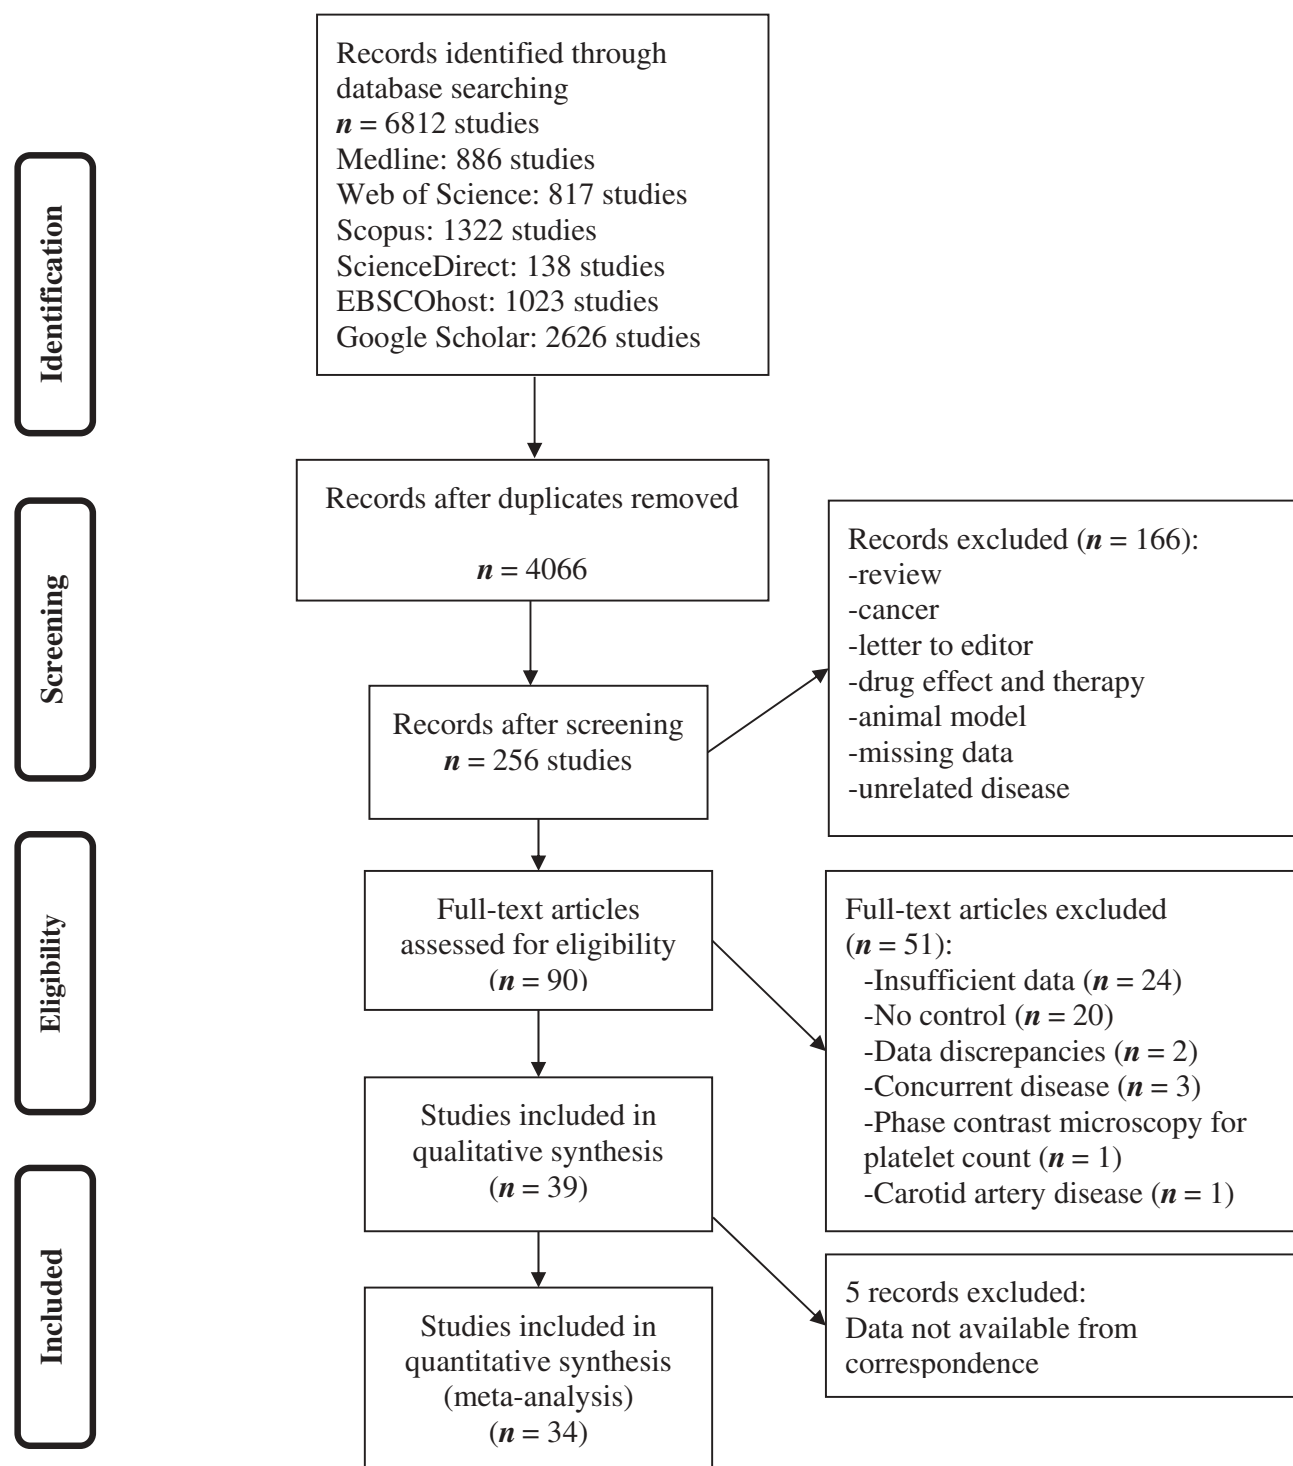 Identification
Records identified through
database searching
n = 6812 studies
Medline: 886 studies
Web of Science: 817 studies
Scopus: 1322 studies
ScienceDirect: 138 studies
EBSCOhost: 1023 studies
Google Scholar: 2626 studies
Screening
Records after duplicates removed
n = 4066
Records after screening
n = 256 studies
Records excluded (n = 166):
-review
-cancer
-letter to editor
-drug effect and therapy
-animal model
-missing data
-unrelated disease
Eligibility
Full-text articles
assessed for eligibility
(n = 90)
Full-text articles excluded
(n = 51):
-Insufficient data (n = 24)
-No control (n = 20)
-Data discrepancies (n = 2)
-Concurrent disease (n = 3)
-Phase contrast microscopy for
platelet count (n = 1)
-Carotid artery disease (n = 1)
Studies included in
qualitative synthesis
(n = 39)
Included
5 records excluded:
Data not available from
correspondence
Studies included in
quantitative synthesis
(meta-analysis)
(n = 34)